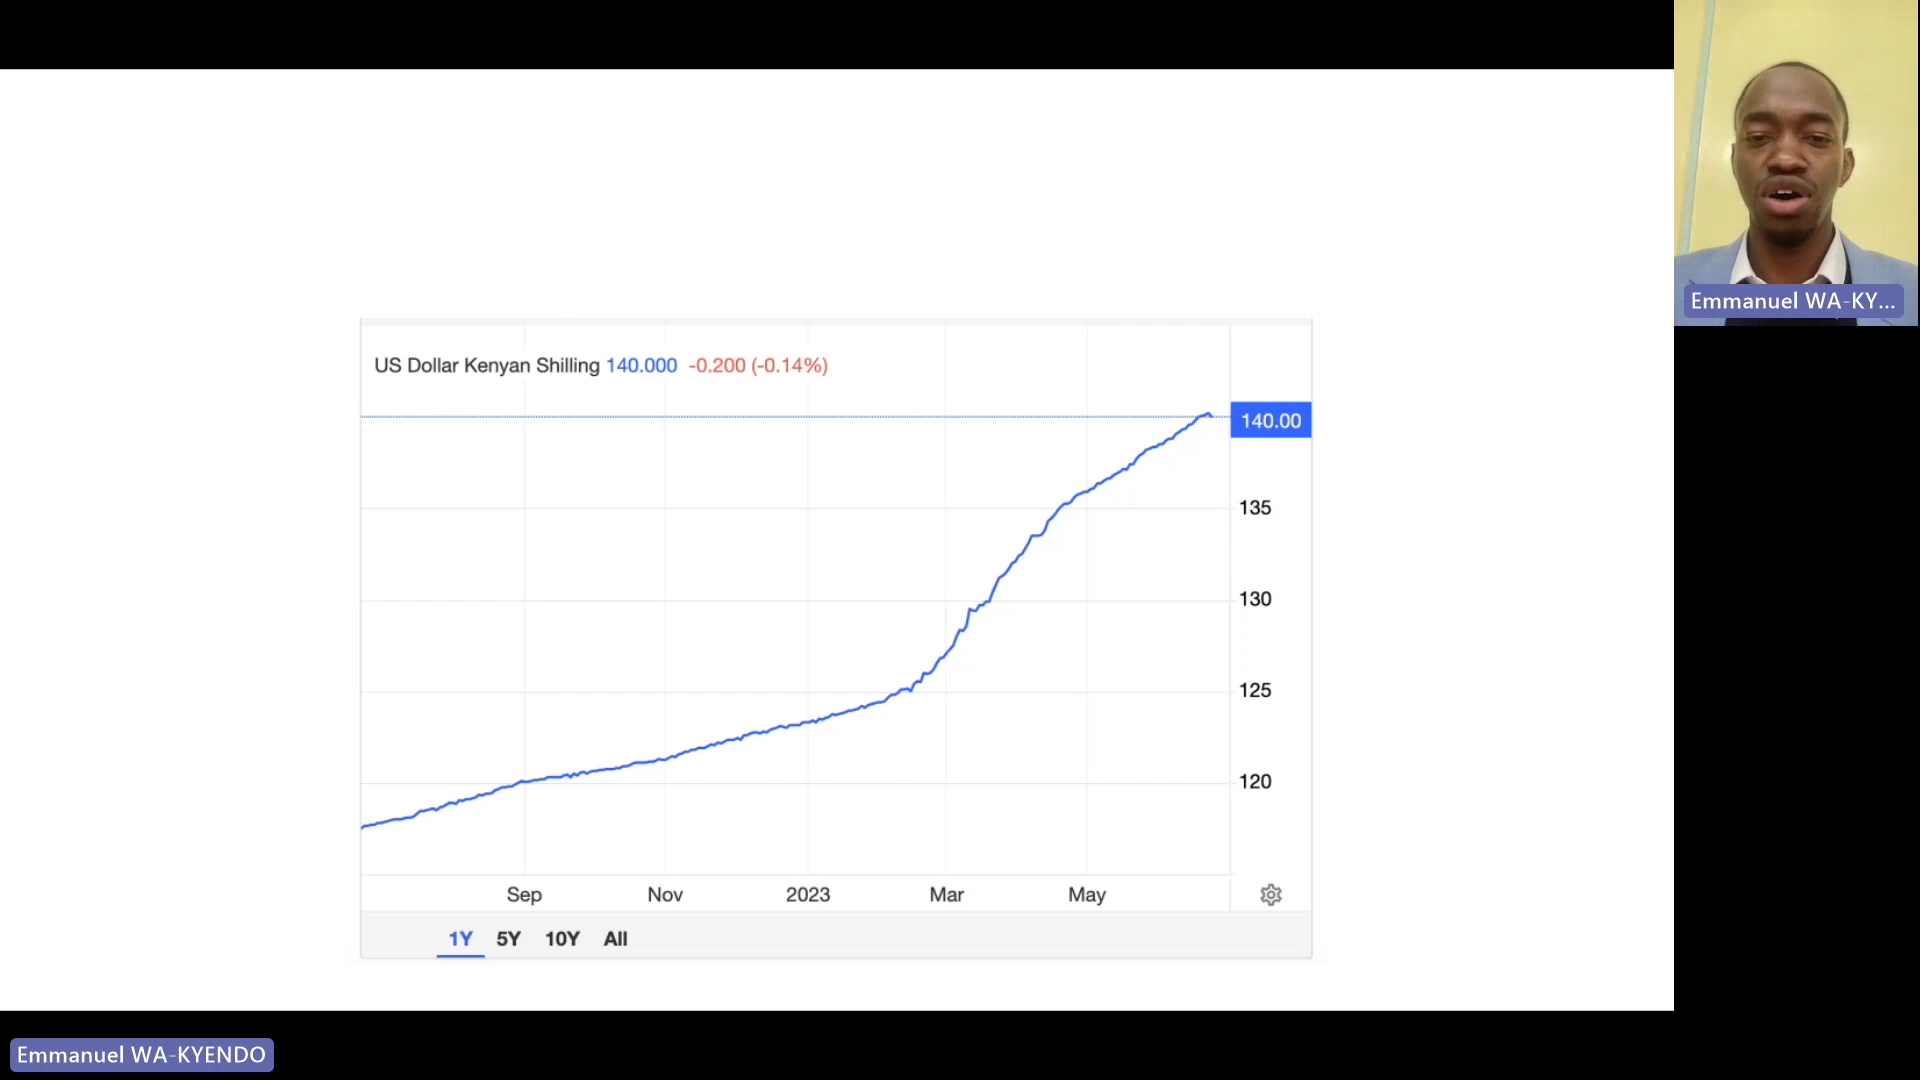 Emmanuel WA-KY...
US Dollar Kenyan Shilling 140.000 -0.200 (-0.14%)
140.00
135
130
125
120
Sep Nov 2023 Mar May
1Y 5Y 10Y All
Emmanuel WA-KYENDO